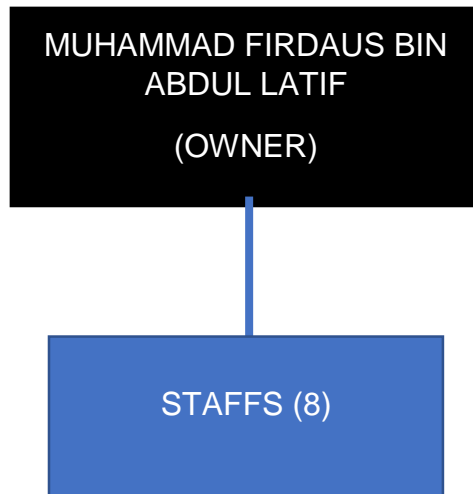 MUHAMMAD FIRDAUS BIN
ABDUL LATIF
(OWNER)
STAFFS (8)